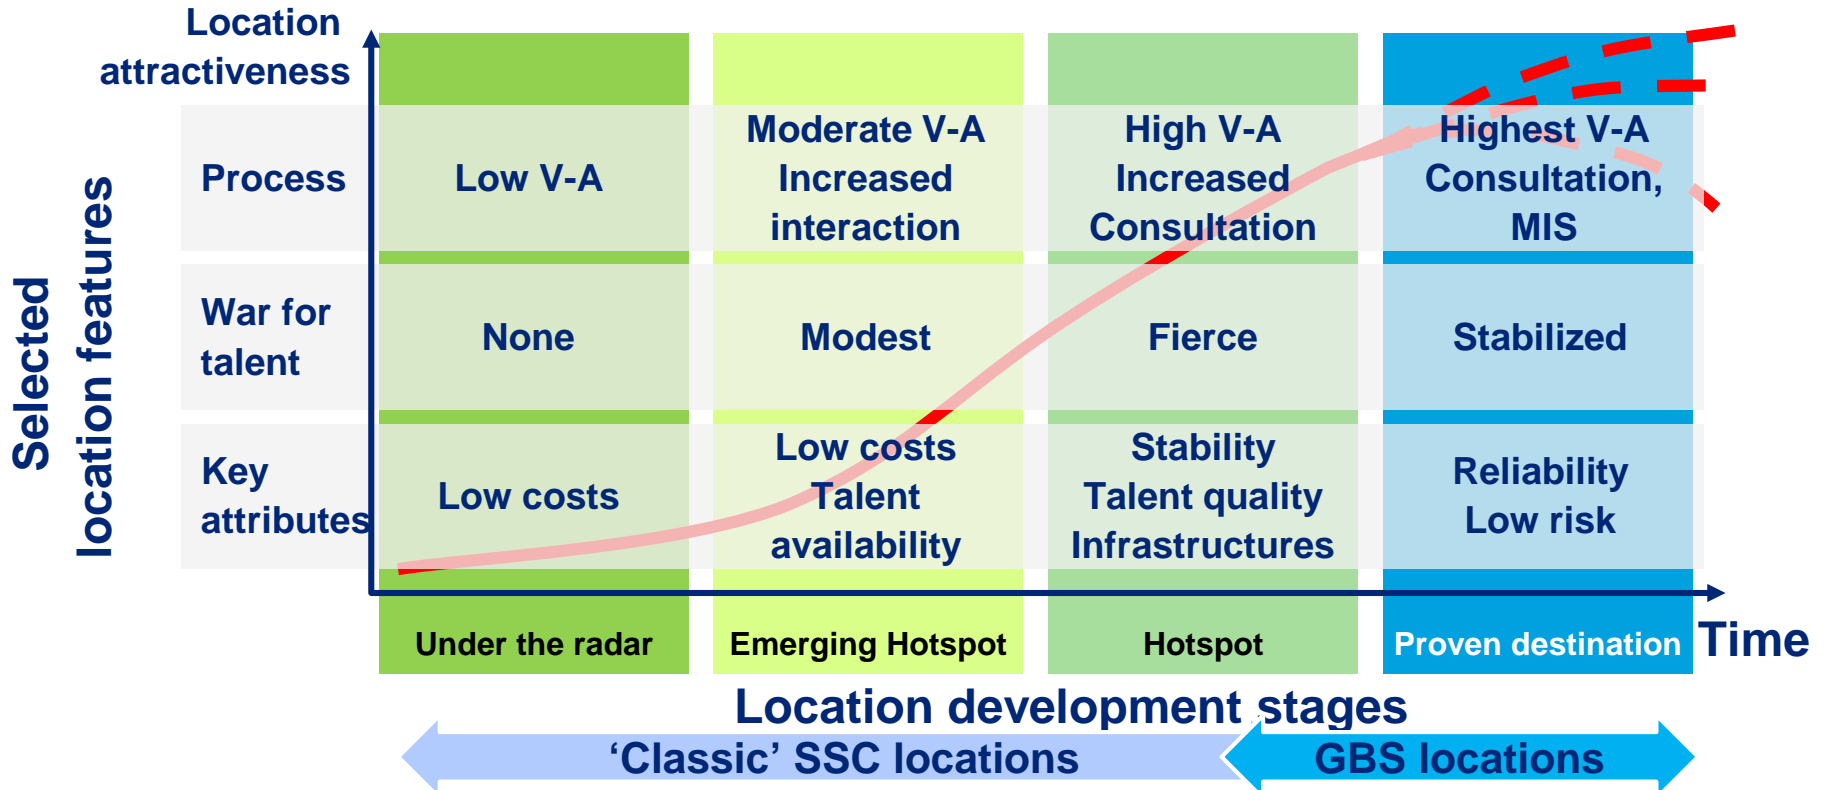 Location
attractiveness
Selected
location features
Process
Low V-A
Moderate V-A
Increased
interaction
High V-A
Increased
Consultation
Highest V-A
Consultation,
MIS
War for
talent
None
Modest
Fierce
Stabilized
Key
attributes
Low costs
Low costs
Talent
availability
Stability
Talent quality
Infrastructures
Reliability
Low risk
Under the radar
Emerging Hotspot
Hotspot
Proven destination
Time
Location development stages
‘Classic’ SSC locations
GBS locations